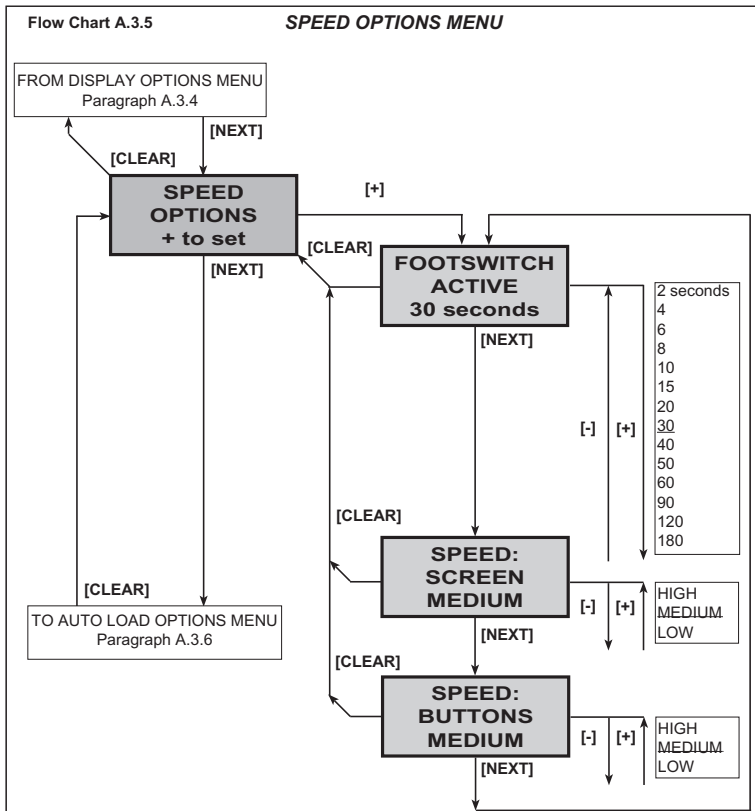 Flow Chart A.3.5
SPEED OPTIONS MENU
FROM DISPLAY OPTIONS MENU
Paragraph A.3.4
[NEXT]
[CLEAR]
SPEED
OPTIONS
+ to set
[+]
[CLEAR]
[NEXT]
FOOTSWITCH
ACTIVE
30 seconds
[NEXT]
[-]
[+]
2 seconds
4
6
8
10
15
20
30
40
50
60
90
120
180
[CLEAR]
SPEED:
SCREEN
MEDIUM
[NEXT]
[-]
[+]
HIGH
MEDIUM
LOW
[CLEAR]
TO AUTO LOAD OPTIONS MENU
Paragraph A.3.6
[CLEAR]
SPEED:
BUTTONS
MEDIUM
[NEXT]
[-]
[+]
HIGH
MEDIUM
LOW